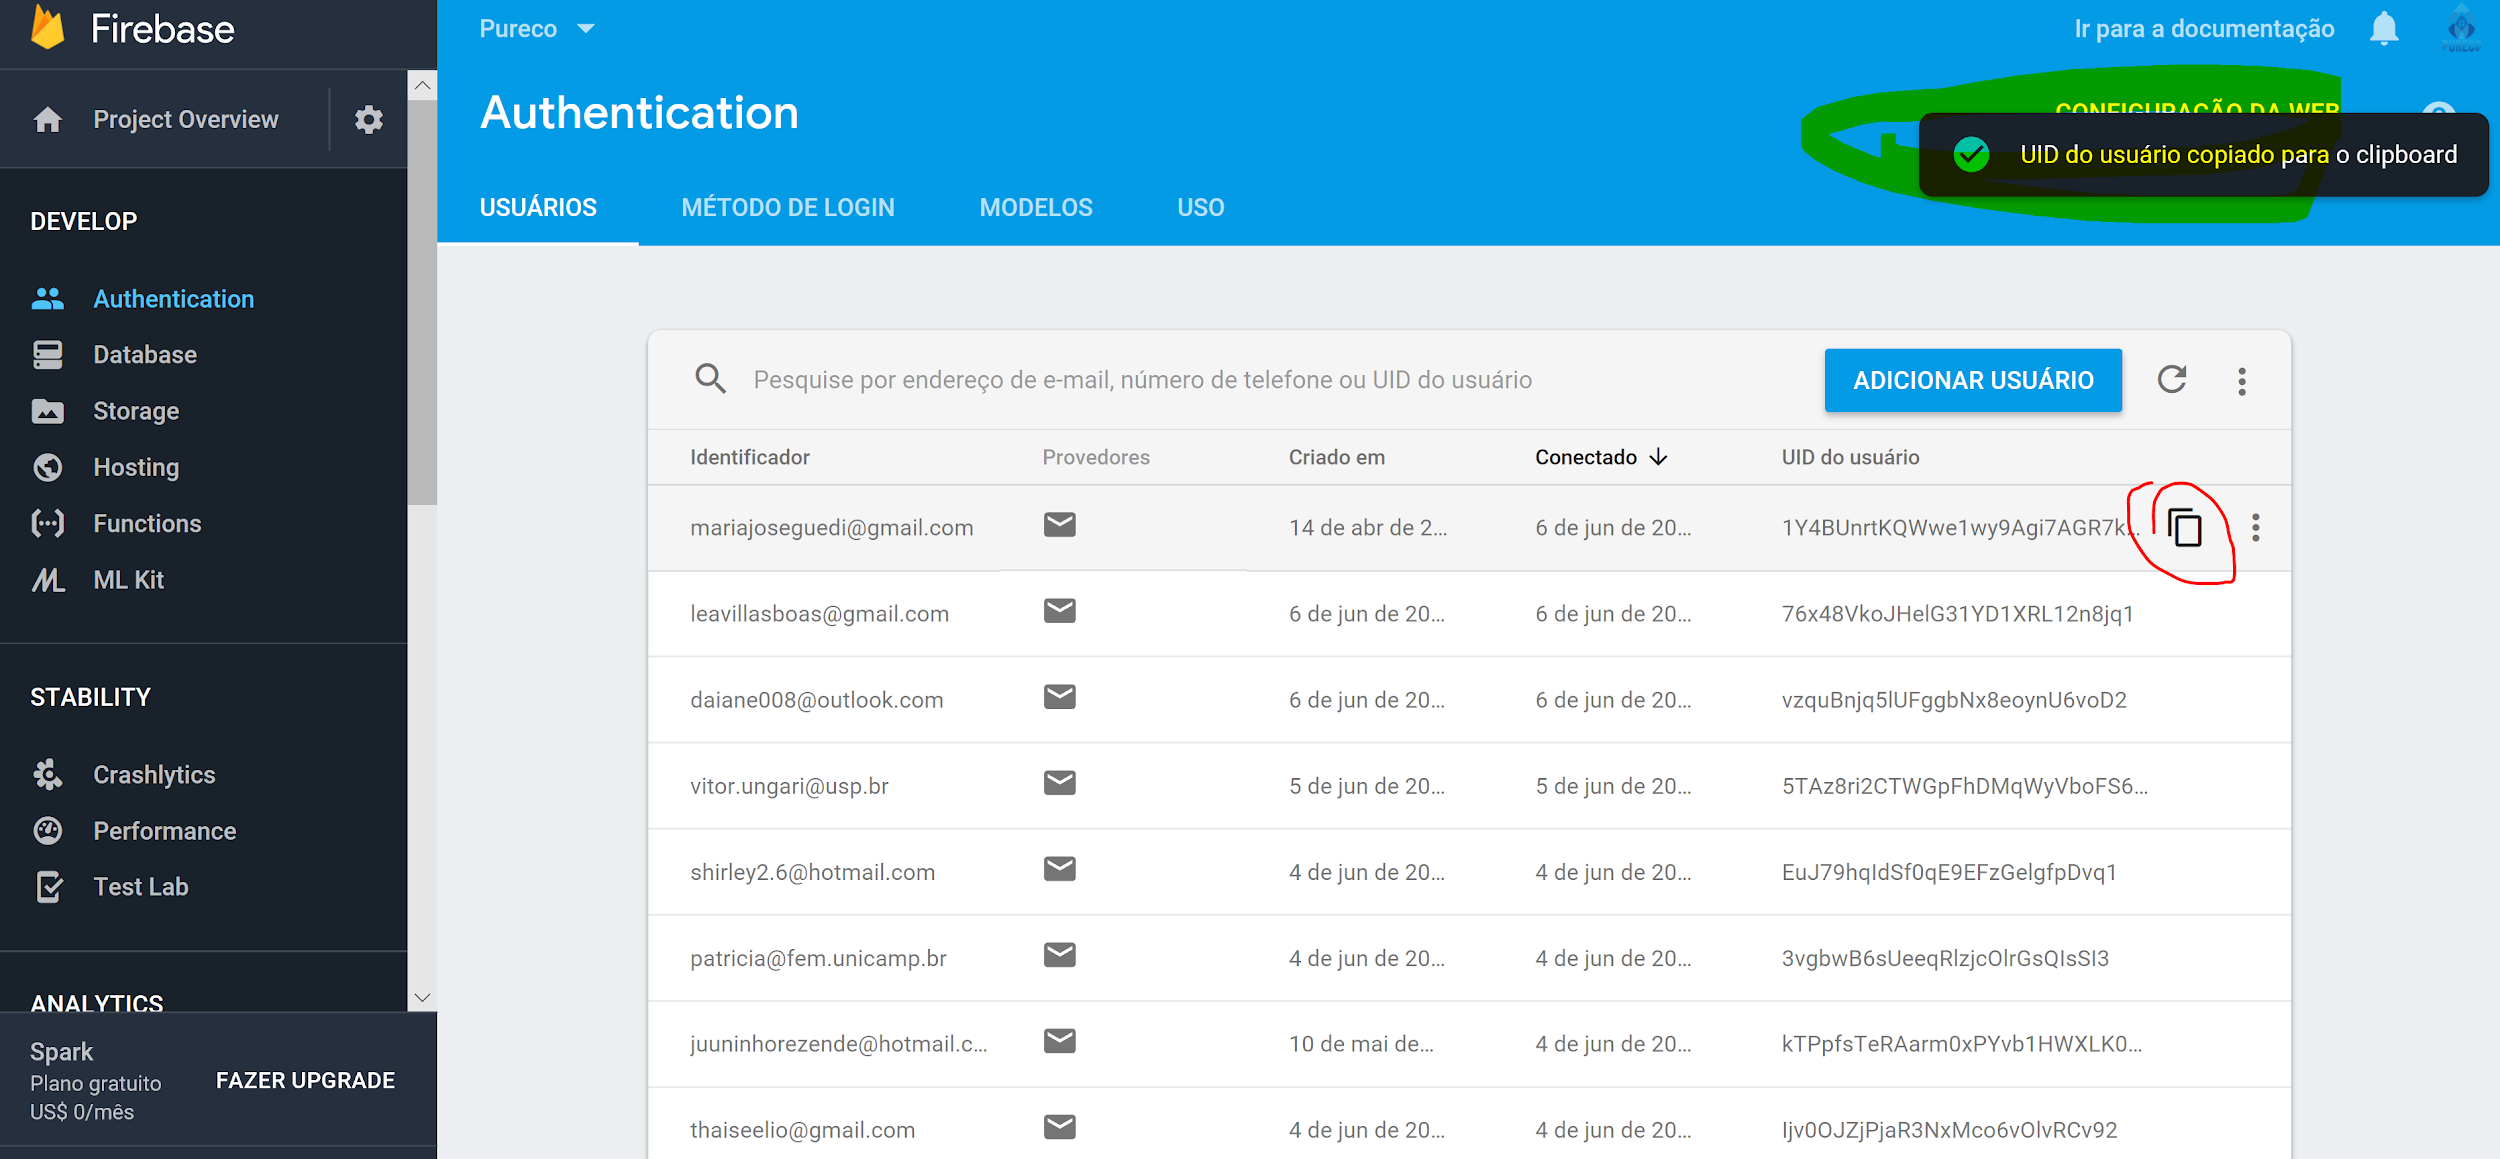 Firebase
Project Overview
DEVELOP
Authentication
Database
Storage
Hosting
Functions
ML Kit
STABILITY
Crashlytics
Performance
Test Lab
ANALYTICS
Spark
Plano gratuito
US$ 0/mês
FAZER UPGRADE
Pureco
Ir para a documentação
PURECO
Authentication
CONFIGURAÇÃO DA WEB
UID do usuário copiado para o clipboard
USUÁRIOS MÉTODO DE LOGIN MODELOS USO
Pesquise por endereço de e-mail, número de telefone ou UID do usuário
ADICIONAR USUÁRIO
Identificador Provedores Criado em Conectado UID do usuário
mariajoseguedi@gmail.com 14 de abr de 2... 6 de jun de 20... 1Y4BUnrtKQWwe1wy9Agi7AGR7k...
leavillasboas@gmail.com 6 de jun de 20... 6 de jun de 20... 76x48VkoJHelG31YD1XRL12n8jq1
daiane008@outlook.com 6 de jun de 20... 6 de jun de 20... vzquBnjq5lUFggbNx8eoynU6voD2
vitor.ungari@usp.br 5 de jun de 20... 5 de jun de 20... 5TAz8ri2CTWGpFhDMqWyVboFS6...
shirley2.6@hotmail.com 4 de jun de 20... 4 de jun de 20... EuJ79hqIdSf0qE9EFzGelgfpDvq1
patricia@fem.unicamp.br 4 de jun de 20... 4 de jun de 20... 3vgbwB6sUeeqRlzjcOlrGsQIsSI3
juuninhorezende@hotmail.c... 10 de mai de... 4 de jun de 20... kTPpfsTeRAarm0xPYvb1HWXLK0...
thaiseelio@gmail.com 4 de jun de 20... 4 de jun de 20... Ijv0OJZjPjaR3NxMco6vOlvRCv92